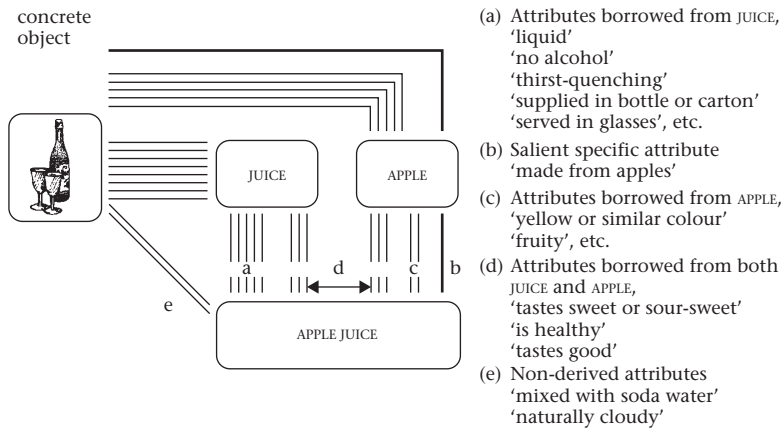 concrete
object
JUICE
APPLE
a
d
c
b
e
APPLE JUICE
(a) Attributes borrowed from JUICE,
‘liquid’
‘no alcohol’
‘thirst-quenching’
‘supplied in bottle or carton’
‘served in glasses’, etc.
(b) Salient specific attribute
‘made from apples’
(c) Attributes borrowed from APPLE,
‘yellow or similar colour’
‘fruity’, etc.
(d) Attributes borrowed from both
JUICE and APPLE,
‘tastes sweet or sour-sweet’
‘is healthy’
‘tastes good’
(e) Non-derived attributes
‘mixed with soda water’
‘naturally cloudy’